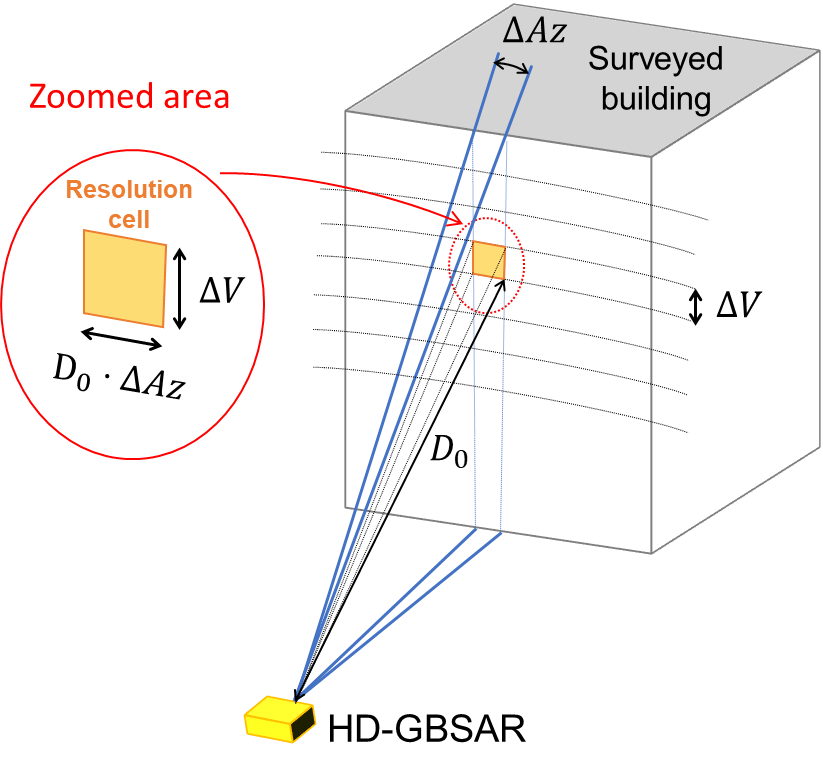 ΔAz
Surveyed
building
Zoomed area
Resolution
cell
ΔV
D₀ · ΔAz
ΔV
D₀
HD-GBSAR